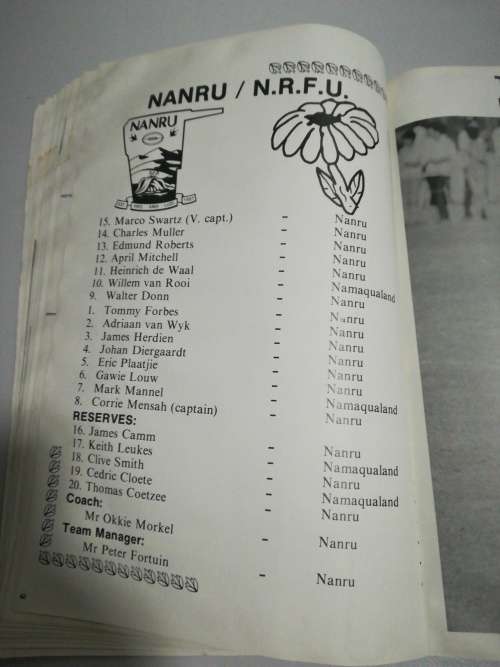 NANRU / N.R.F.U.
NANRU
15. Marco Swartz (V. capt.) - Nanru
14. Charles Muller - Nanru
13. Edmund Roberts - Nanru
12. April Mitchell - Nanru
11. Heinrich de Waal - Nanru
10. Willem van Rooi - Namaqualand
9. Walter Donn - Nanru
1. Tommy Forbes - Nanru
2. Adriaan van Wyk - Nanru
3. James Herdien - Nanru
4. Johan Diergaardt - Nanru
5. Eric Plaatjie - Nanru
6. Gawie Louw - Nanru
7. Mark Mannel - Namaqualand
8. Corrie Mensah (captain) - Nanru
RESERVES:
16. James Camm - Nanru
17. Keith Leukes - Namaqualand
18. Clive Smith - Nanru
19. Cedric Cloete - Namaqualand
20. Thomas Coetzee - Nanru
Coach:
Mr Okkie Morkel - Nanru
Team Manager:
Mr Peter Fortuin - Nanru